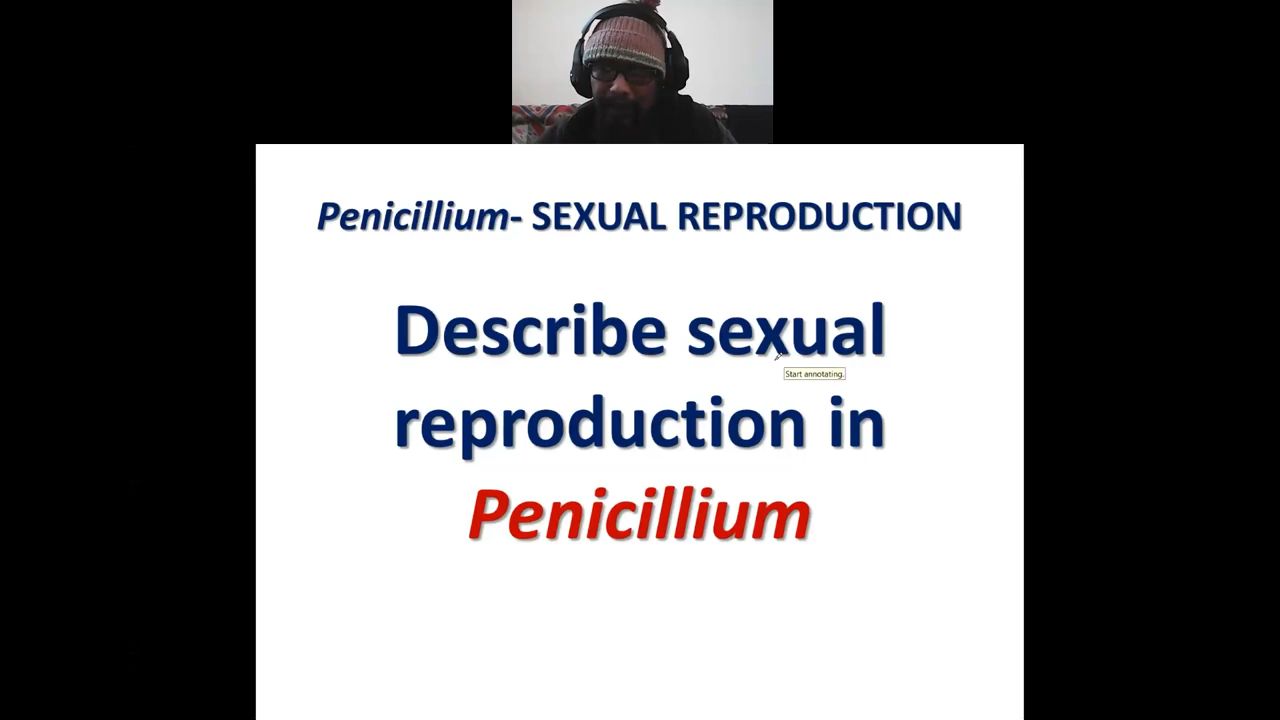 Penicillium- SEXUAL REPRODUCTION
Describe sexual
Start annotating.
reproduction in
Penicillium